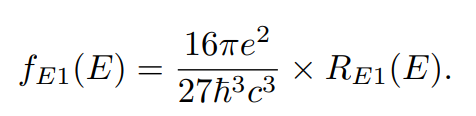 f_{E1}(E) = \frac{16\pi e^2}{27\hbar^3 c^3} \times R_{E1}(E).